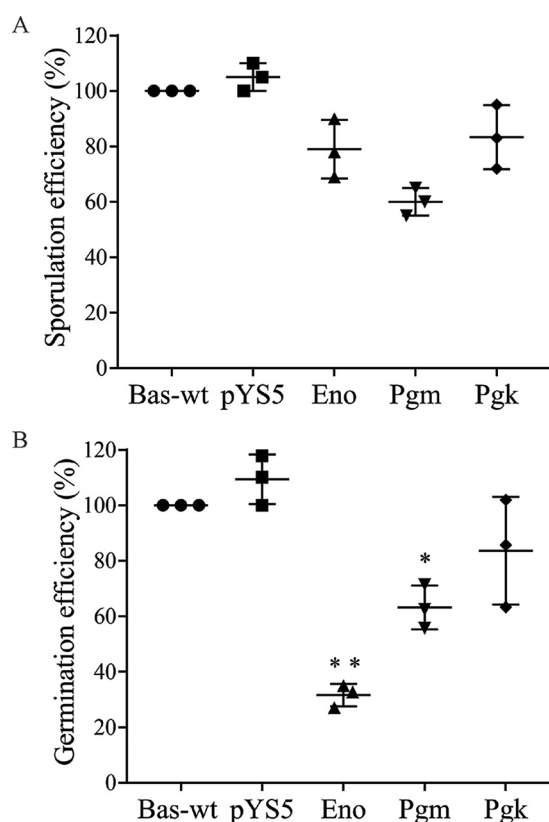 A
Sporulation efficiency (%)
120
100
80
60
40
20
0
Bas-wt pYS5 Eno Pgm Pgk
B
Germination efficiency (%)
120
100
80
60
40
20
0
*
* *
Bas-wt pYS5 Eno Pgm Pgk